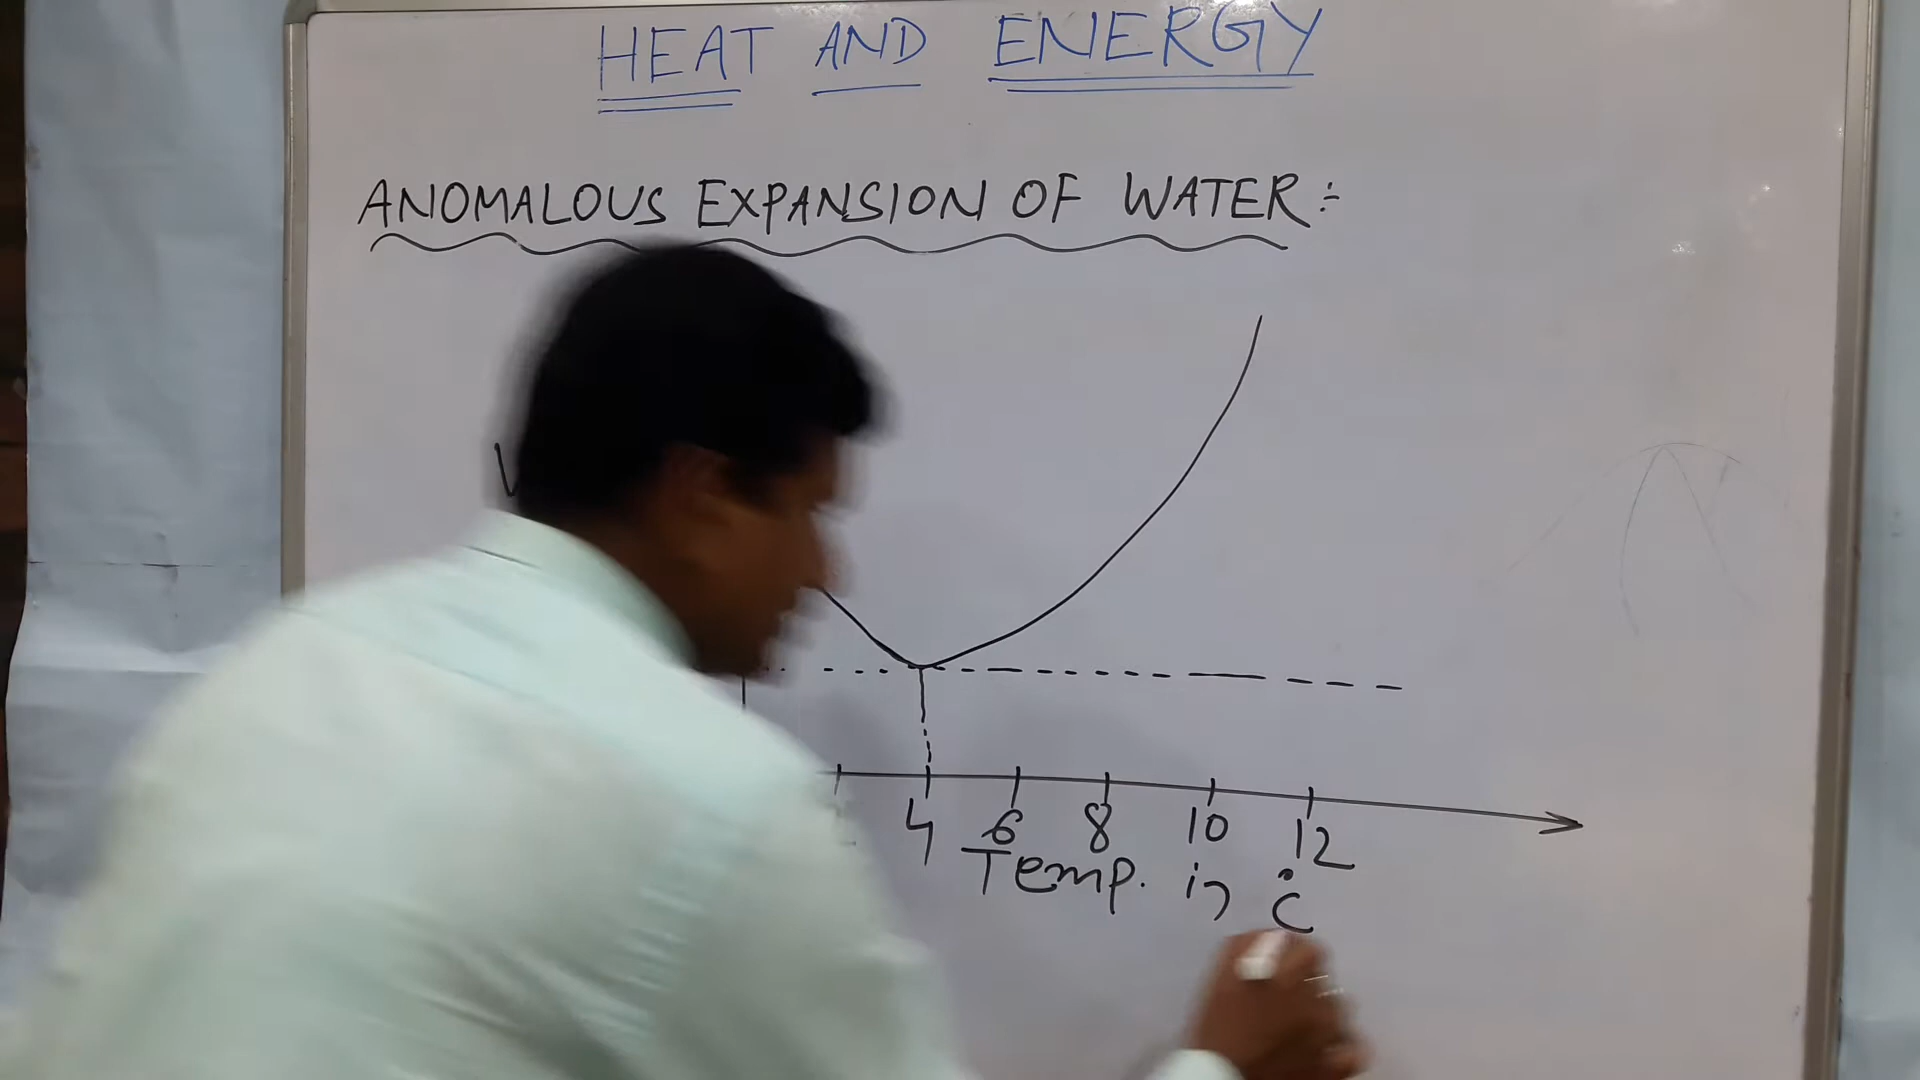 HEAT AND ENERGY
ANOMALOUS EXPANSION OF WATER :-
4 6 8 10 12
Temp. in °C